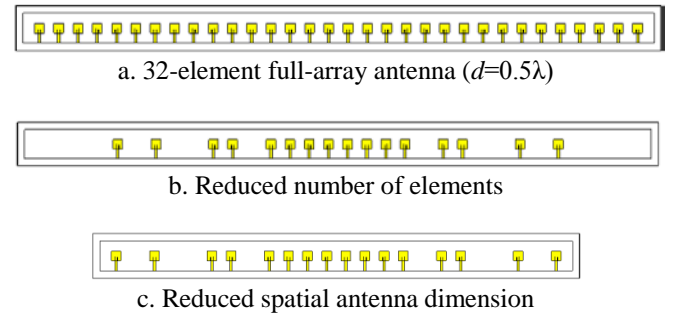 a. 32-element full-array antenna (d=0.5λ)
b. Reduced number of elements
c. Reduced spatial antenna dimension